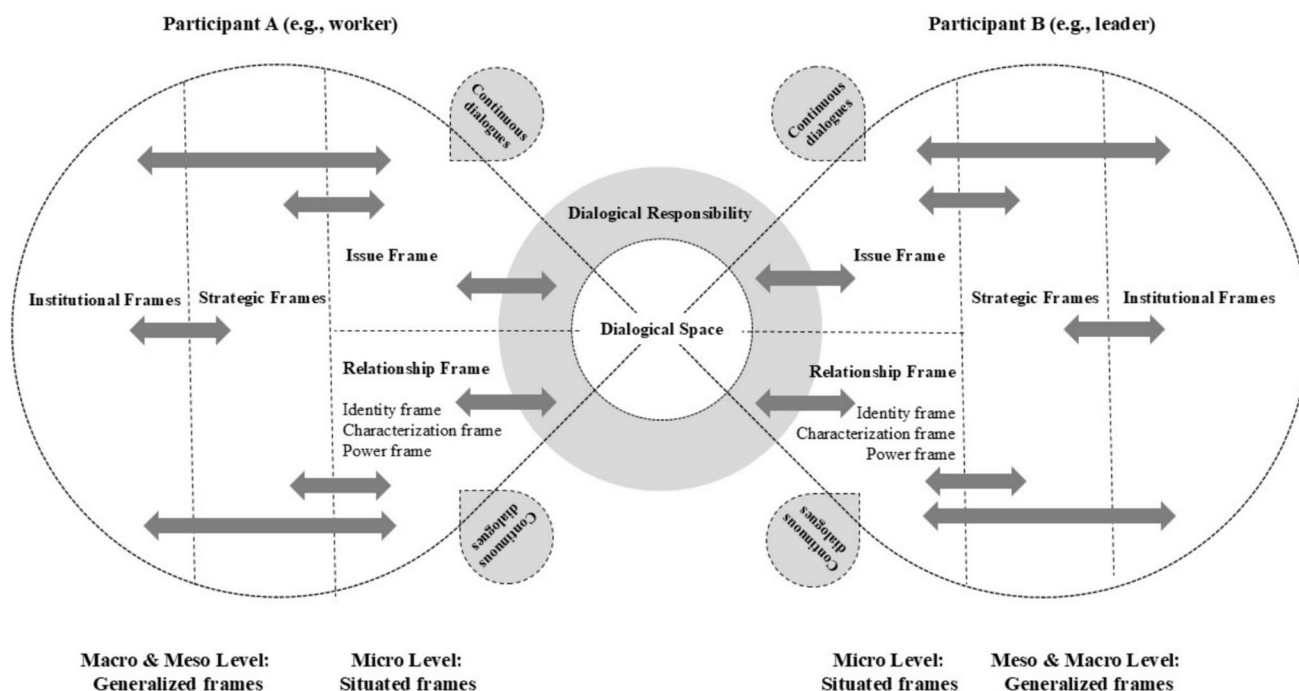 Participant A (e.g., worker)
Participant B (e.g., leader)
Continuous
dialogues
Continuous
dialogues
Dialogical Responsibility
Issue Frame
Issue Frame
Institutional Frames
Strategic Frames
Dialogical Space
Strategic Frames
Institutional Frames
Relationship Frame
Identity frame
Characterization frame
Power frame
Relationship Frame
Identity frame
Characterization frame
Power frame
Continuous
dialogues
Continuous
dialogues
Macro & Meso Level:
Generalized frames
Micro Level:
Situated frames
Micro Level:
Situated frames
Meso & Macro Level:
Generalized frames